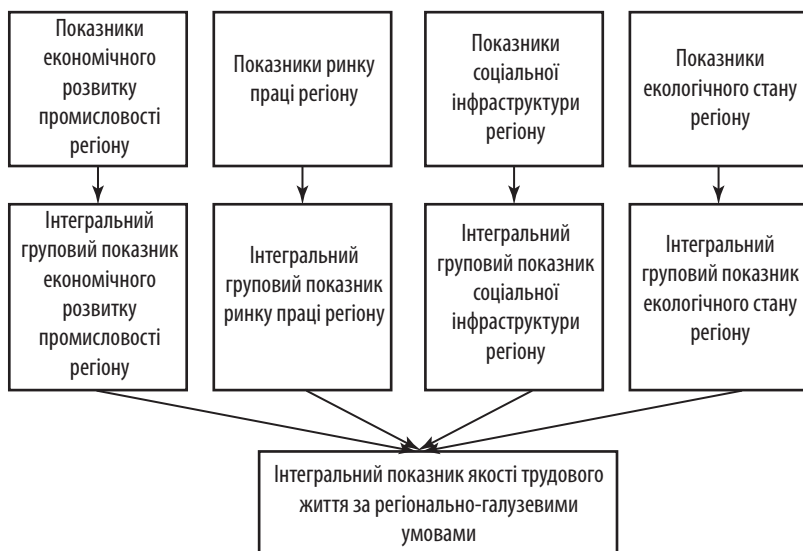 Показники
економічного
розвитку
промисловості
регіону
Показники ринку
праці регіону
Показники
соціальної
інфраструктури
регіону
Показники
екологічного стану
регіону
Інтегральний
груповий показник
економічного
розвитку
промисловості
регіону
Інтегральний
груповий показник
ринку праці регіону
Інтегральний
груповий показник
соціальної
інфраструктури
регіону
Інтегральний
груповий показник
екологічного стану
регіону
Інтегральний показник якості трудового
життя за регіонально-галузевими
умовами